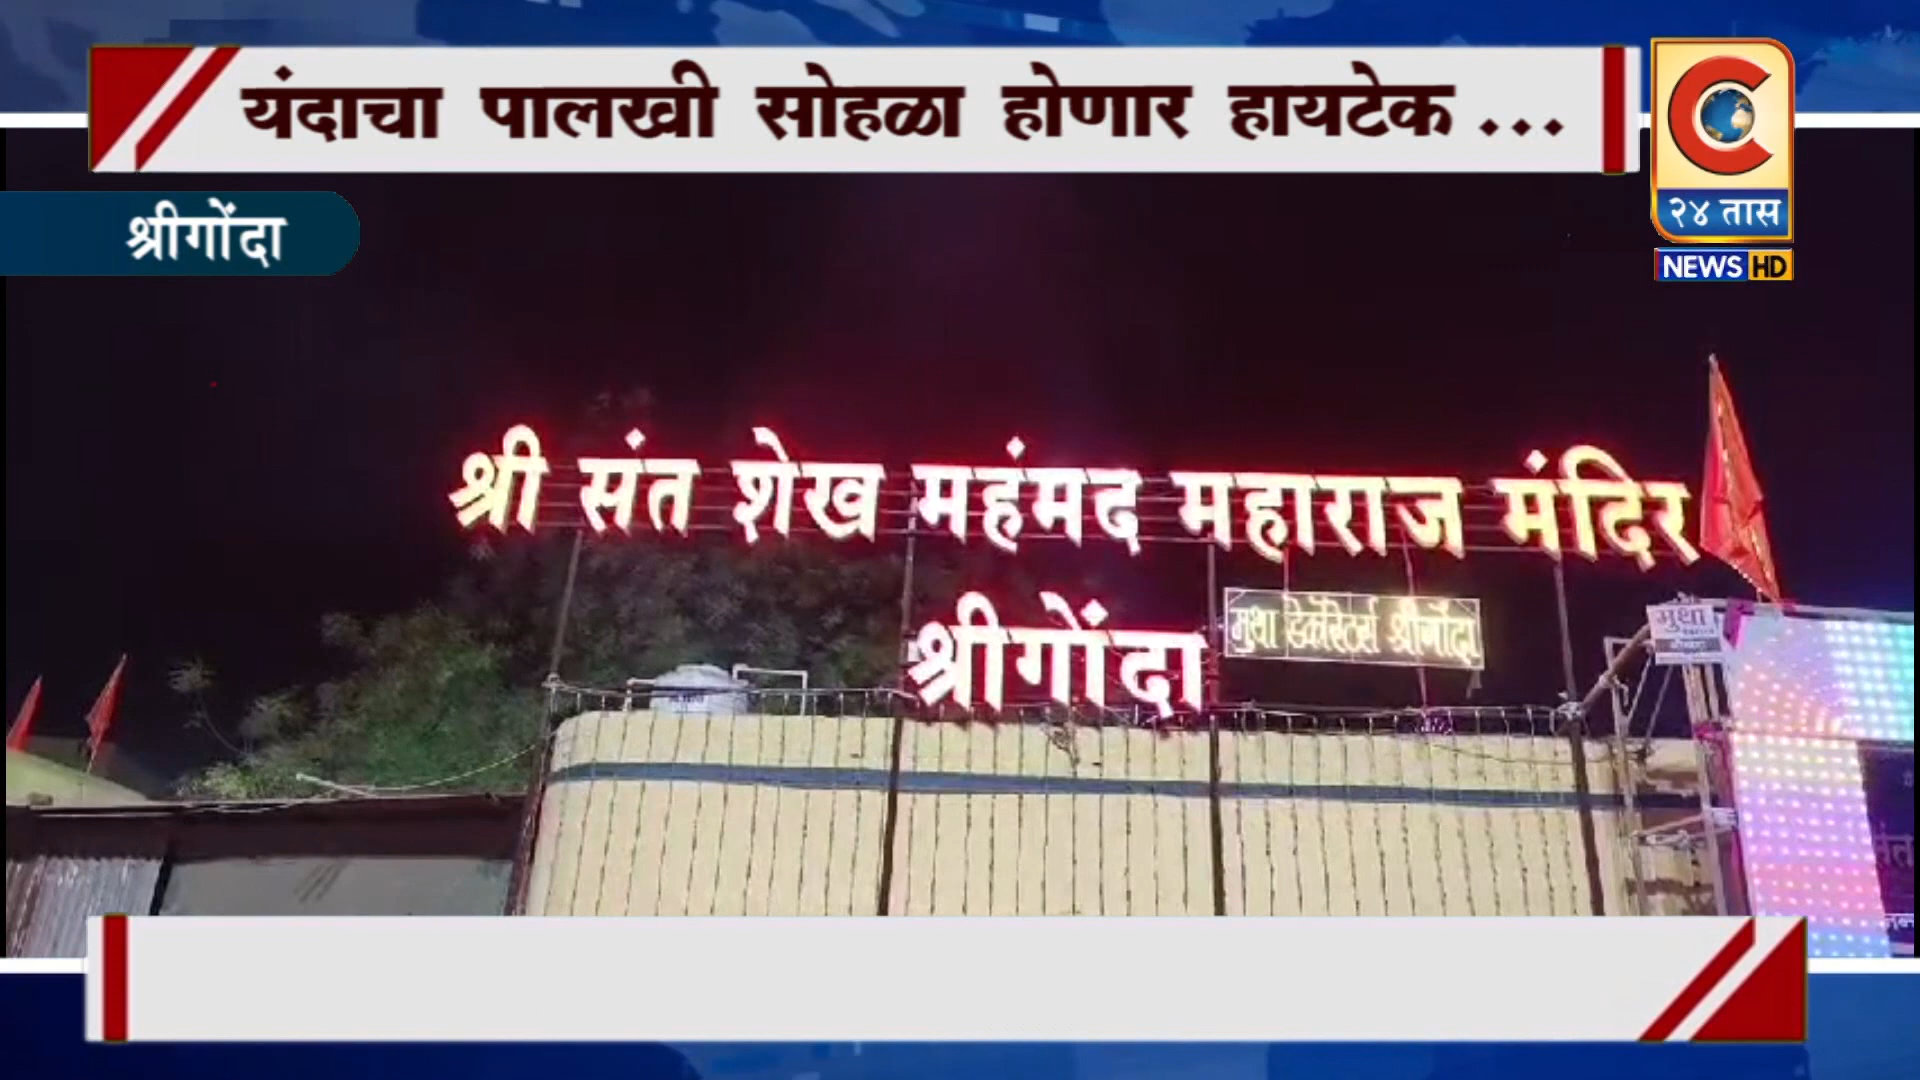 यंदाचा पालखी सोहळा होणार हायटेक ...
२४ तास
NEWS HD
श्रीगोंदा
श्री संत शेख महंमद महाराज मंदिर
श्रीगोंदा
मुथा डेकोरेटर्स श्रीगोंदा
मुथा